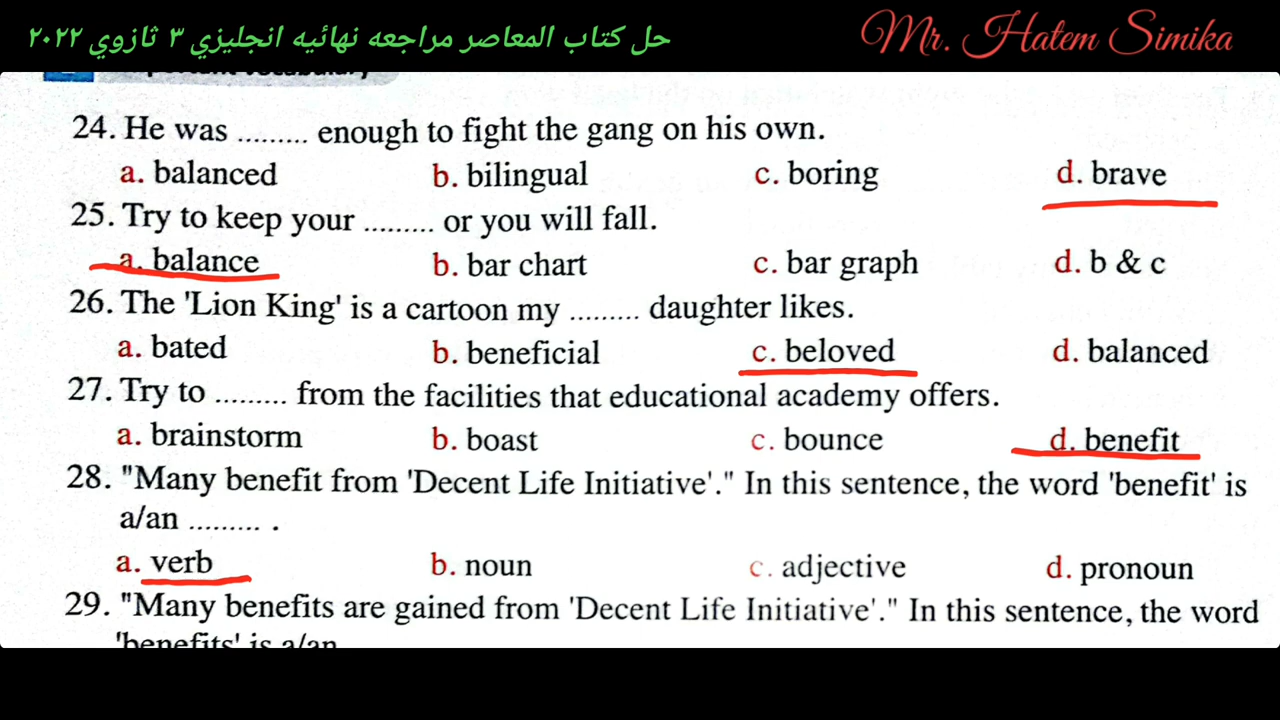 حل كتاب المعاصر مراجعه نهائيه انجليزي ٣ ثازوي ٢٠٢٢
Mr. Hatem Simika
24. He was ......... enough to fight the gang on his own.
a. balanced b. bilingual c. boring d. brave
25. Try to keep your ......... or you will fall.
a. balance b. bar chart c. bar graph d. b & c
26. The 'Lion King' is a cartoon my ......... daughter likes.
a. bated b. beneficial c. beloved d. balanced
27. Try to ......... from the facilities that educational academy offers.
a. brainstorm b. boast c. bounce d. benefit
28. "Many benefit from 'Decent Life Initiative'." In this sentence, the word 'benefit' is
a/an ......... .
a. verb b. noun c. adjective d. pronoun
29. "Many benefits are gained from 'Decent Life Initiative'." In this sentence, the word
'benefits' is a/an